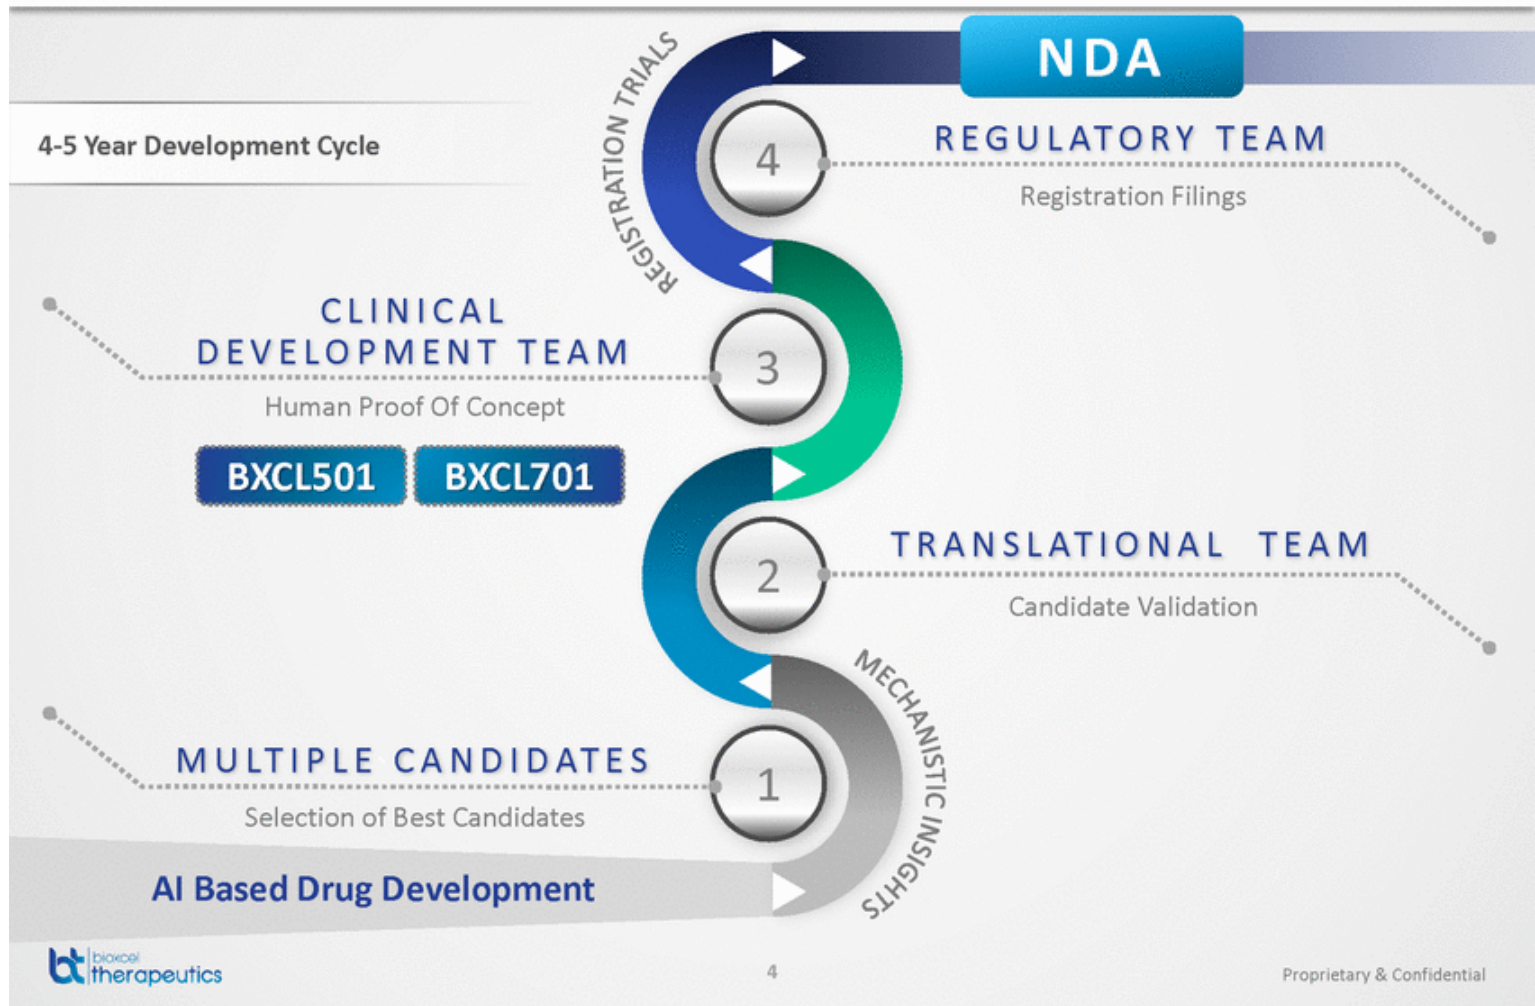 NDA
REGISTRATION TRIALS
4
REGULATORY TEAM
Registration Filings
4-5 Year Development Cycle
CLINICAL
DEVELOPMENT TEAM
Human Proof Of Concept
3
BXCL501 BXCL701
2
TRANSLATIONAL TEAM
Candidate Validation
MECHANISTIC INSIGHTS
MULTIPLE CANDIDATES
Selection of Best Candidates
1
AI Based Drug Development
bt bioxcel
therapeutics
4
Proprietary & Confidential